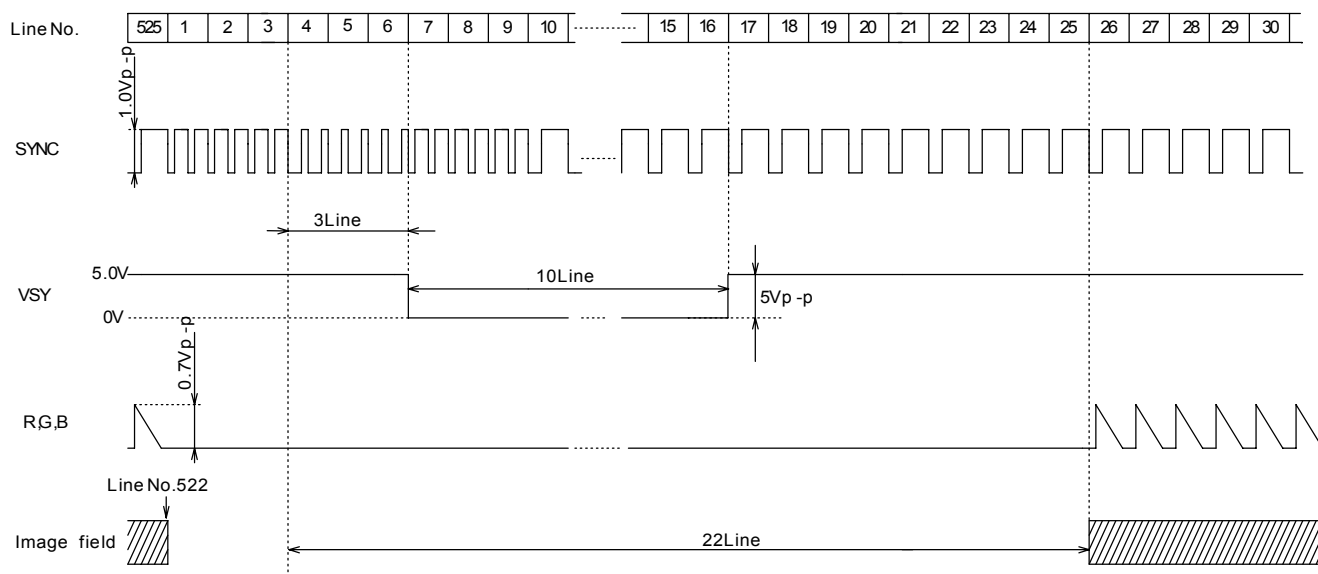 Line No. 525 1 2 3 4 5 6 7 8 9 10 15 16 17 18 19 20 21 22 23 24 25 26 27 28 29 30
1.0Vp-p
SYNC
3Line
5.0V
VSY
10Line
5Vp-p
0V
0.7Vp-p
R,G,B
Line No.522
Image field
22Line